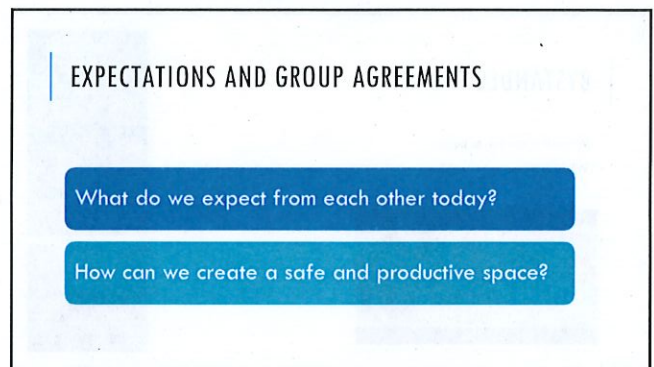 EXPECTATIONS AND GROUP AGREEMENTS
What do we expect from each other today?
How can we create a safe and productive space?